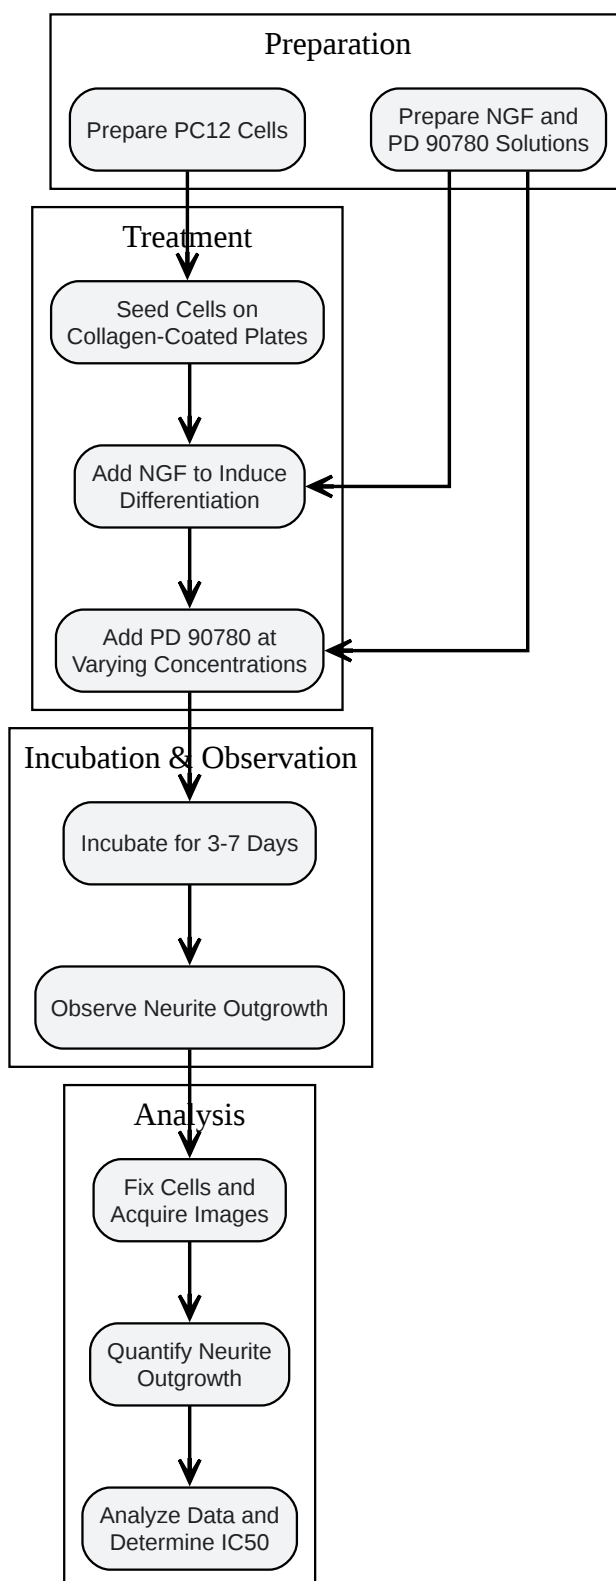 Preparation
Prepare PC12 Cells
Prepare NGF and
PD 90780 Solutions
Treatment
Seed Cells on
Collagen-Coated Plates
Add NGF to Induce
Differentiation
Add PD 90780 at
Varying Concentrations
Incubation & Observation
Incubate for 3-7 Days
Observe Neurite Outgrowth
Analysis
Fix Cells and
Acquire Images
Quantify Neurite
Outgrowth
Analyze Data and
Determine IC50